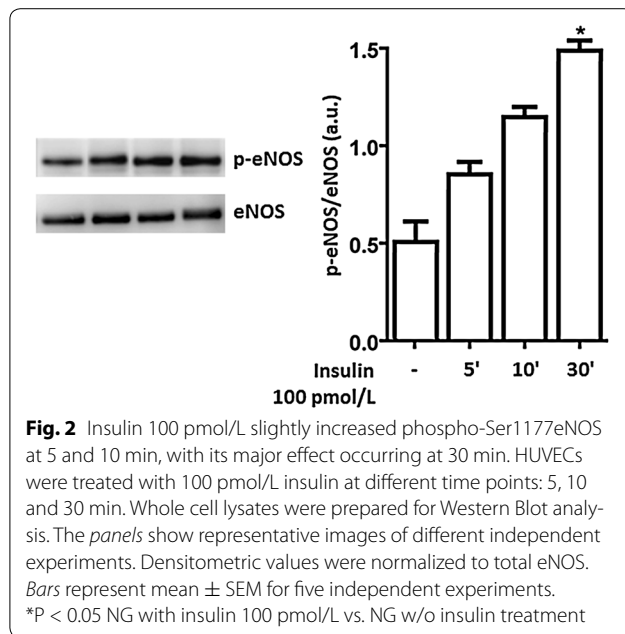 p-eNOS
eNOS
p-eNOS/eNOS (a.u.)
1.5
1.0
0.5
0.0
*
Insulin - 5' 10' 30'
100 pmol/L
Fig. 2 Insulin 100 pmol/L slightly increased phospho-Ser1177eNOS
at 5 and 10 min, with its major effect occurring at 30 min. HUVECs
were treated with 100 pmol/L insulin at different time points: 5, 10
and 30 min. Whole cell lysates were prepared for Western Blot analy-
sis. The panels show representative images of different independent
experiments. Densitometric values were normalized to total eNOS.
Bars represent mean ± SEM for five independent experiments.
*P < 0.05 NG with insulin 100 pmol/L vs. NG w/o insulin treatment